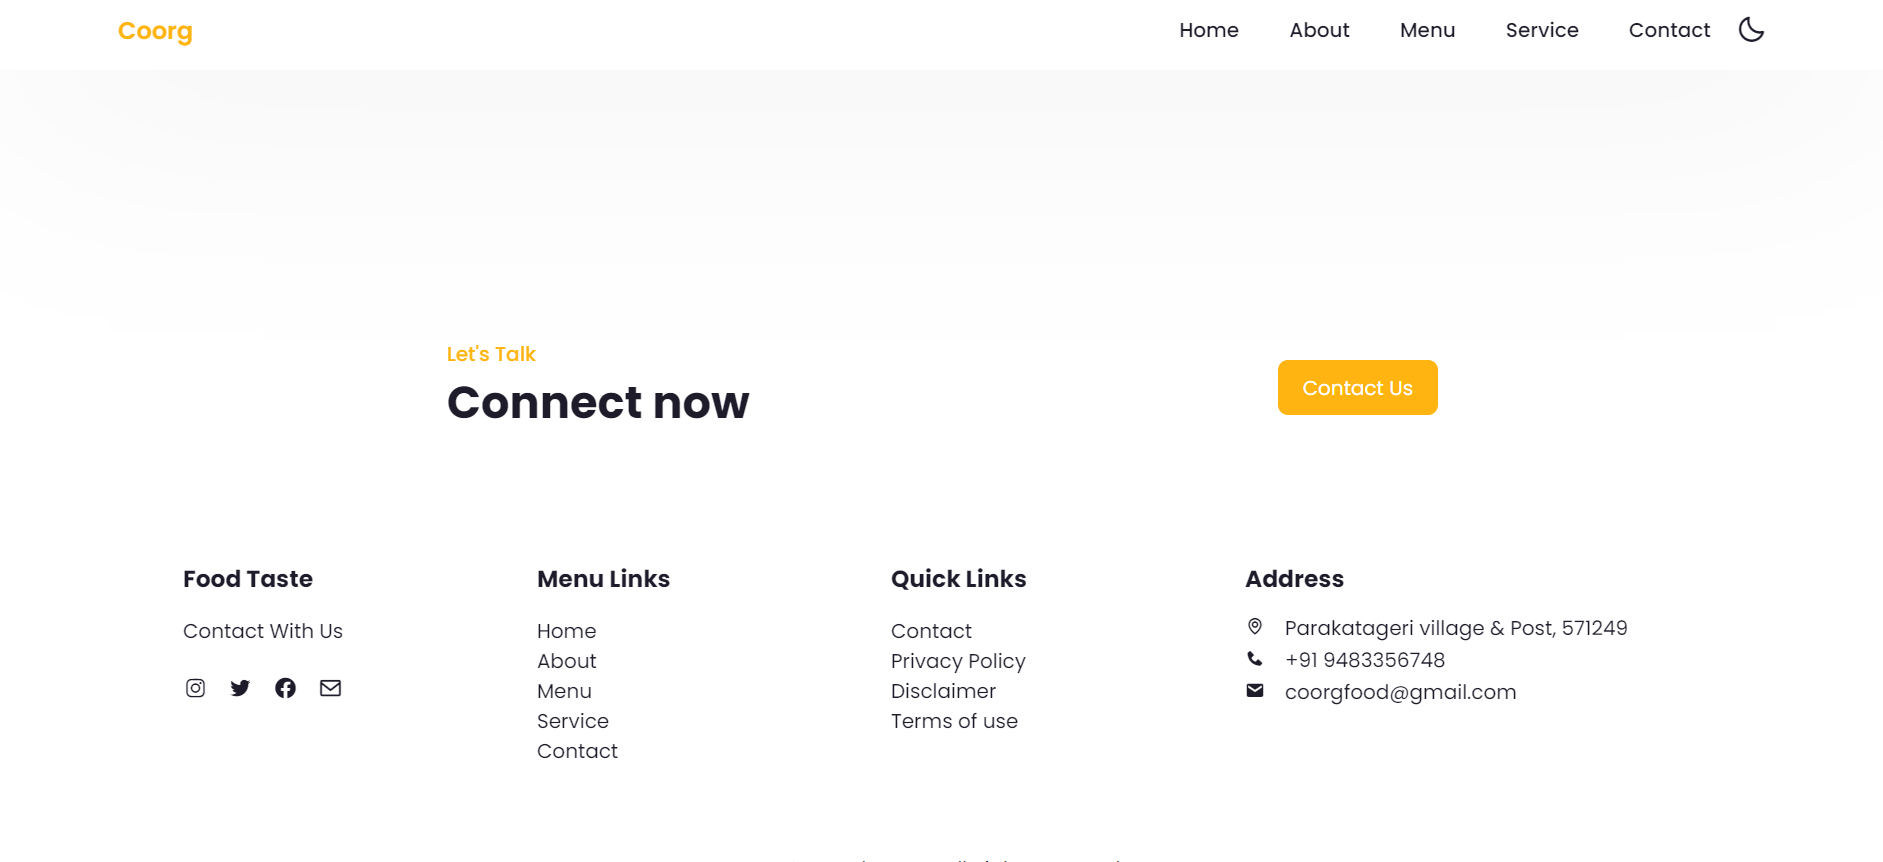 Coorg
Home About Menu Service Contact
Let's Talk
Connect now
Contact Us
Food Taste
Contact With Us
Menu Links
Home
About
Menu
Service
Contact
Quick Links
Contact
Privacy Policy
Disclaimer
Terms of use
Address
Parakatageri village & Post, 571249
+91 9483356748
coorgfood@gmail.com